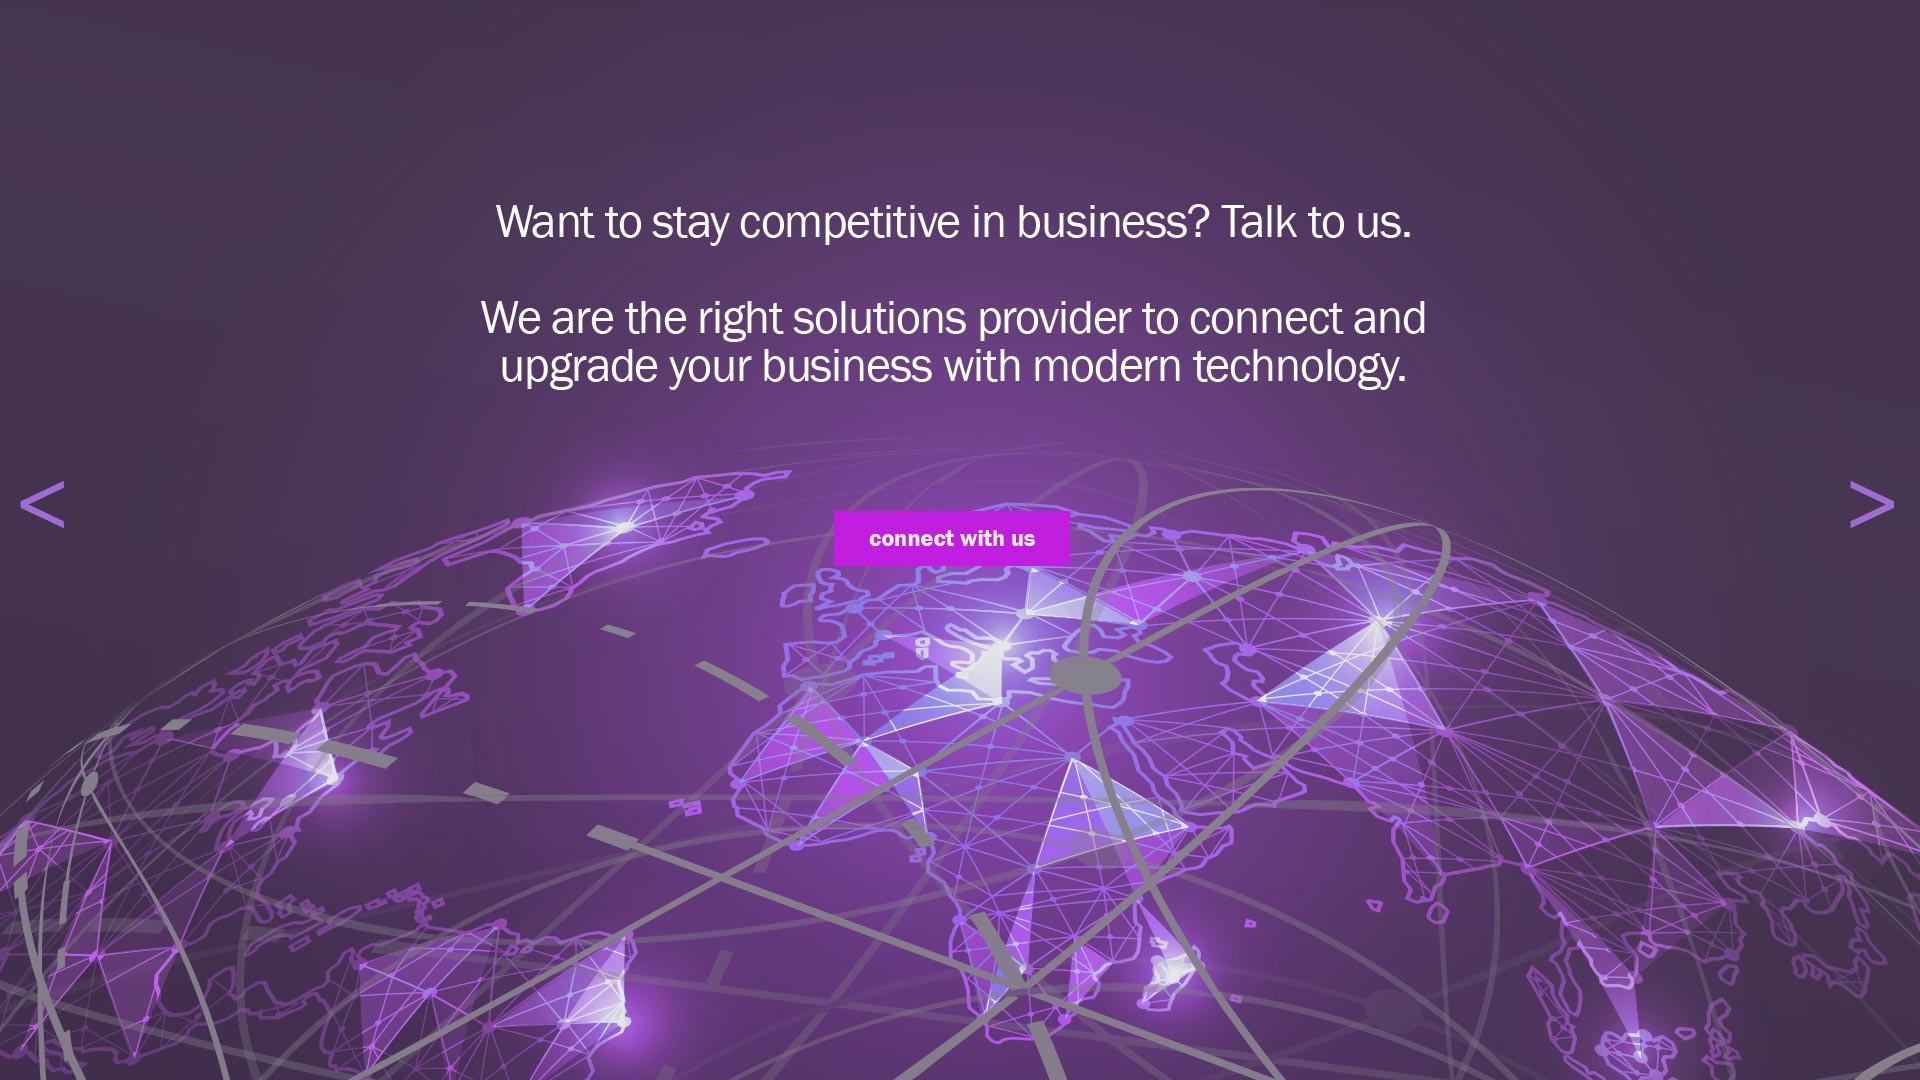 Want to stay competitive in business? Talk to us.
We are the right solutions provider to connect and
upgrade your business with modern technology.
< >
connect with us